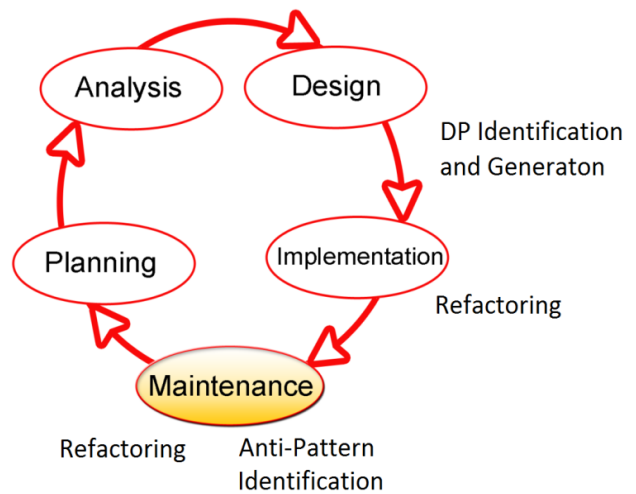 Analysis
Design
DP Identification
and Generaton
Planning
Implementation
Refactoring
Maintenance
Refactoring
Anti-Pattern
Identification